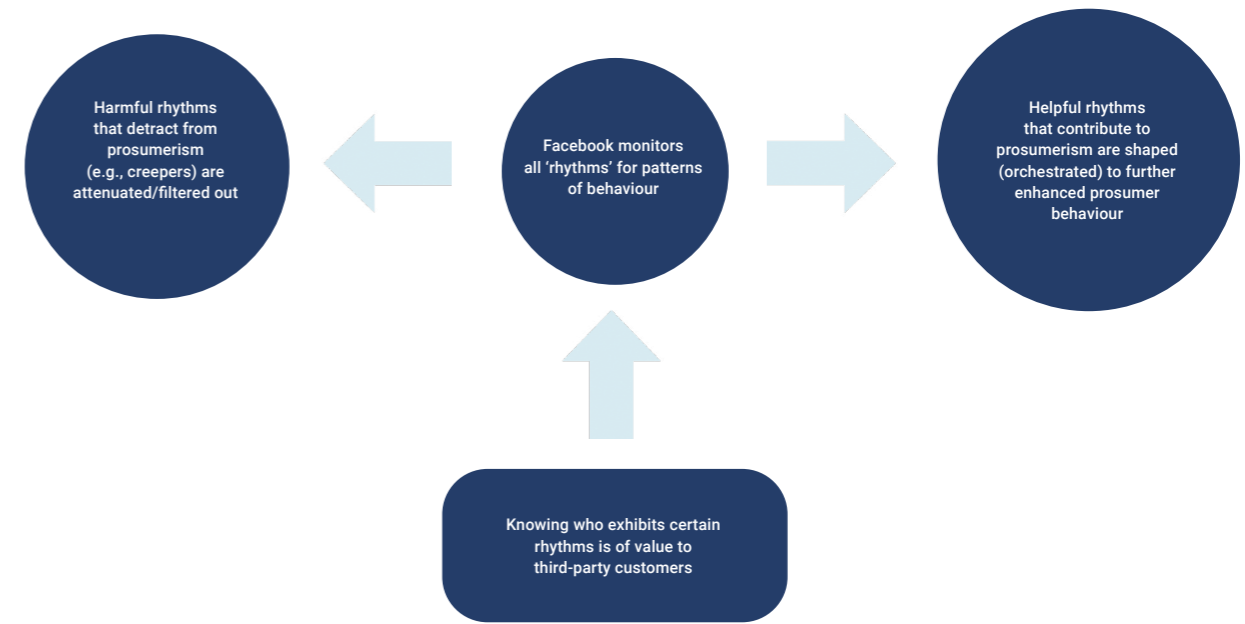 Harmful rhythms
that detract from
prosumerism
(e.g., creepers) are
attenuated/filtered out
Facebook monitors
all ‘rhythms’ for patterns
of behaviour
Helpful rhythms
that contribute to
prosumerism are shaped
(orchestrated) to further
enhanced prosumer
behaviour
Knowing who exhibits certain
rhythms is of value to
third-party customers